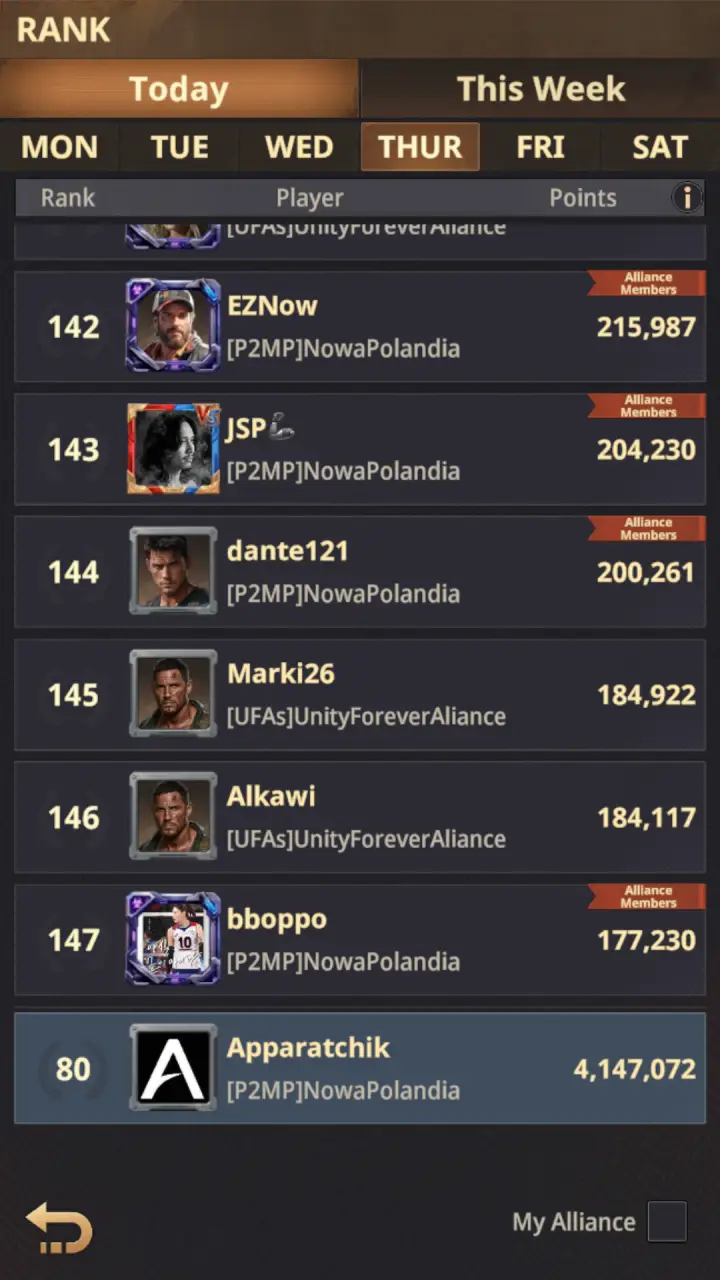 RANK
Today
This Week
MON TUE WED THUR FRI SAT
Rank Player Points
[UFAs]UnityForeverAliance
Alliance Members
142 EZNow 215,987
[P2MP]NowaPolandia
Alliance Members
143 JSP 204,230
[P2MP]NowaPolandia
Alliance Members
144 dante121 200,261
[P2MP]NowaPolandia
145 Marki26 184,922
[UFAs]UnityForeverAliance
146 Alkawi 184,117
[UFAs]UnityForeverAliance
Alliance Members
147 bboppo 177,230
[P2MP]NowaPolandia
80 Apparatchik 4,147,072
[P2MP]NowaPolandia
My Alliance